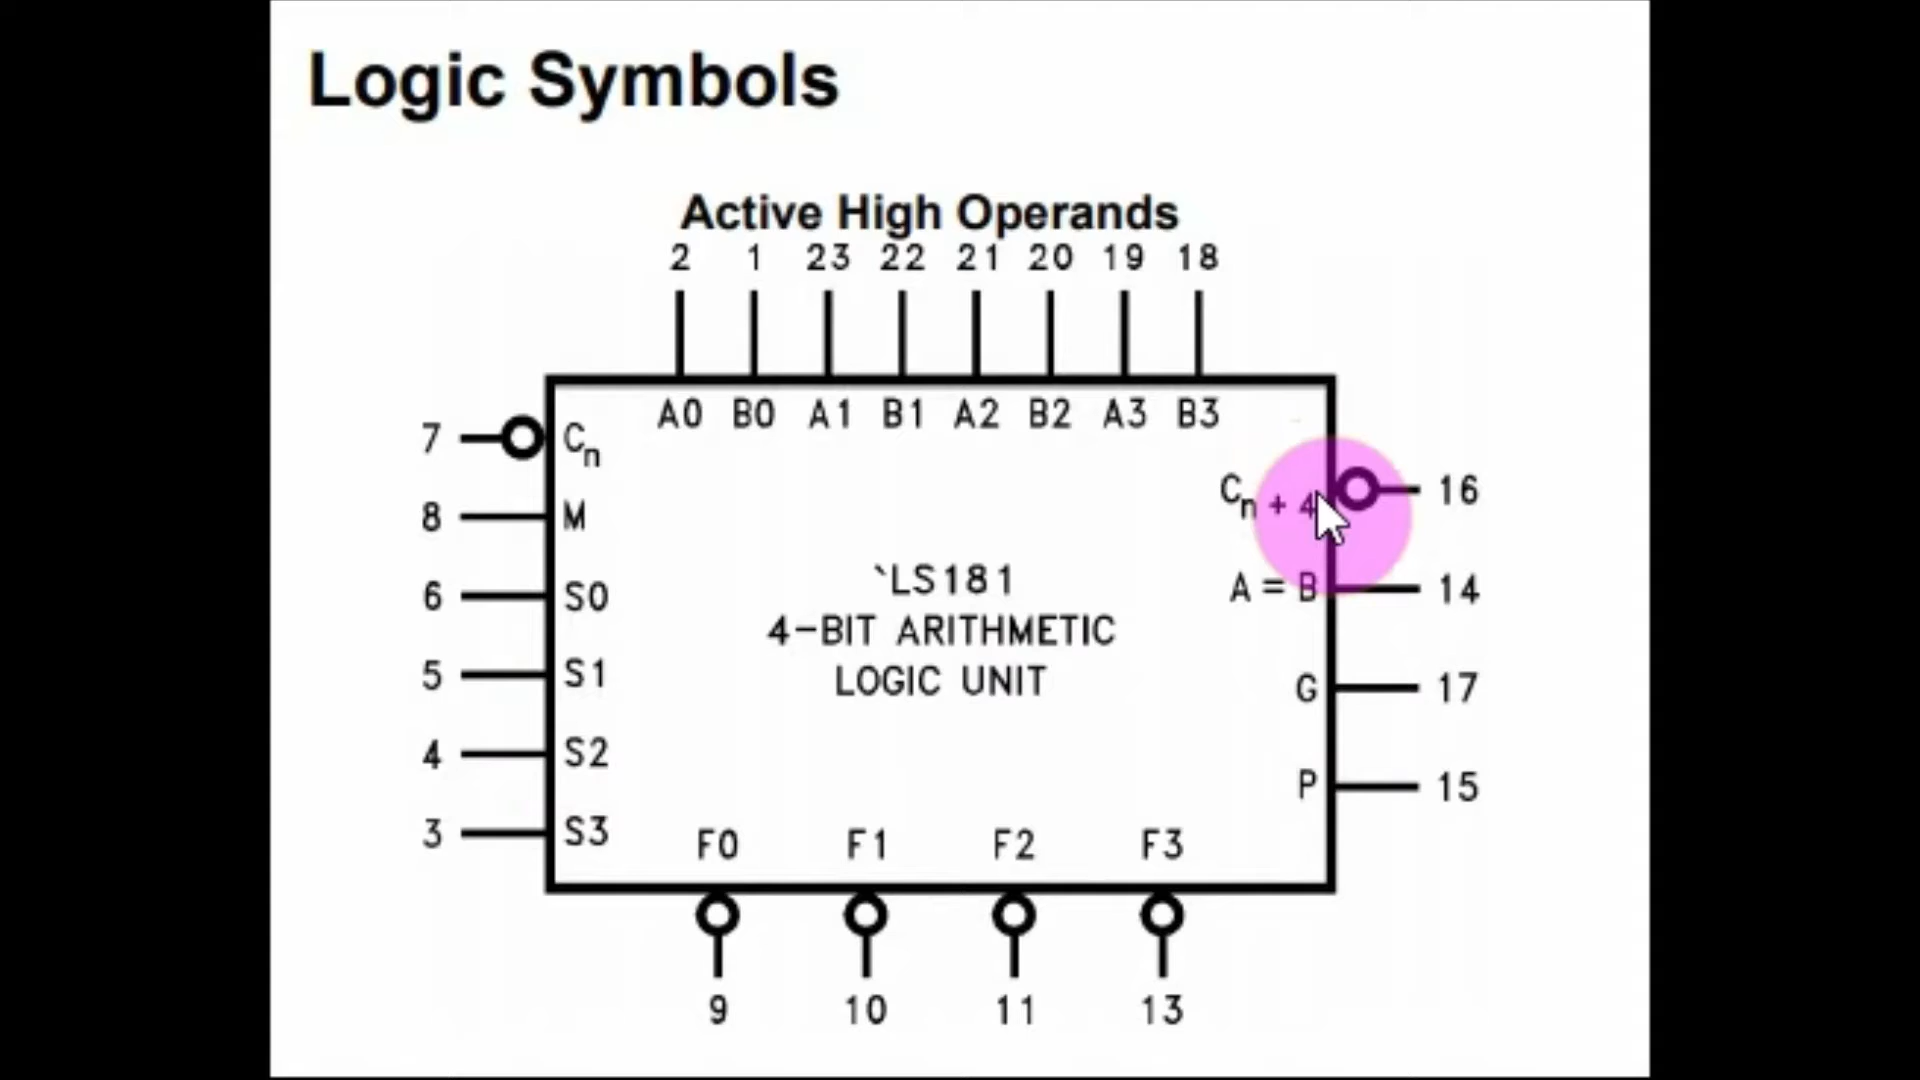 Logic Symbols
Active High Operands
2 1 23 22 21 20 19 18
A0 B0 A1 B1 A2 B2 A3 B3
7 Cn
Cn + 4 16
8 M
`LS181
A = B 14
6 S0
4-BIT ARITHMETIC
5 S1
LOGIC UNIT
G 17
4 S2
P 15
3 S3
F0 F1 F2 F3
9 10 11 13